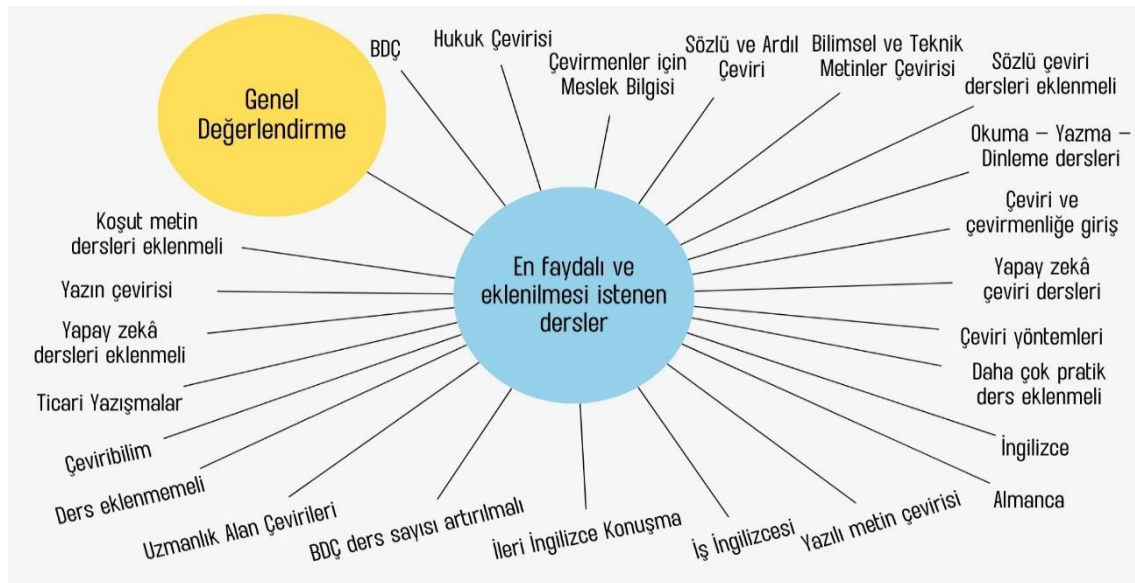 Genel
Değerlendirme
BDÇ
Hukuk Çevirisi
Çevirmenler için
Meslek Bilgisi
Sözlü ve Ardıl
Çeviri
Bilimsel ve Teknik
Metinler Çevirisi
Sözlü çeviri
dersleri eklenmeli
Okuma – Yazma –
Dinleme dersleri
Çeviri ve
çevirmenliğe giriş
Yapay zekâ
çeviri dersleri
Çeviri yöntemleri
Daha çok pratik
ders eklenmeli
İngilizce
Almanca
Yazılı metin çevirisi
İş İngilizcesi
İleri İngilizce Konuşma
BDÇ ders sayısı artırılmalı
Uzmanlık Alan Çevirileri
Ders eklenmemeli
Çeviribilim
Ticari Yazışmalar
Yapay zekâ
dersleri eklenmeli
Yazın çevirisi
Koşut metin
dersleri eklenmeli
En faydalı ve
eklenilmesi istenen
dersler